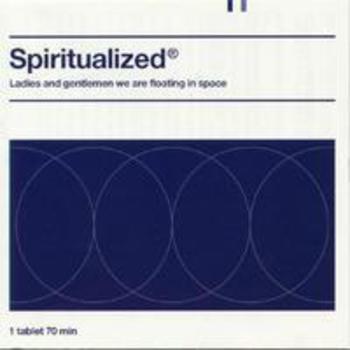 Spiritualized®
Ladies and gentlemen we are floating in space
1 tablet 70 min